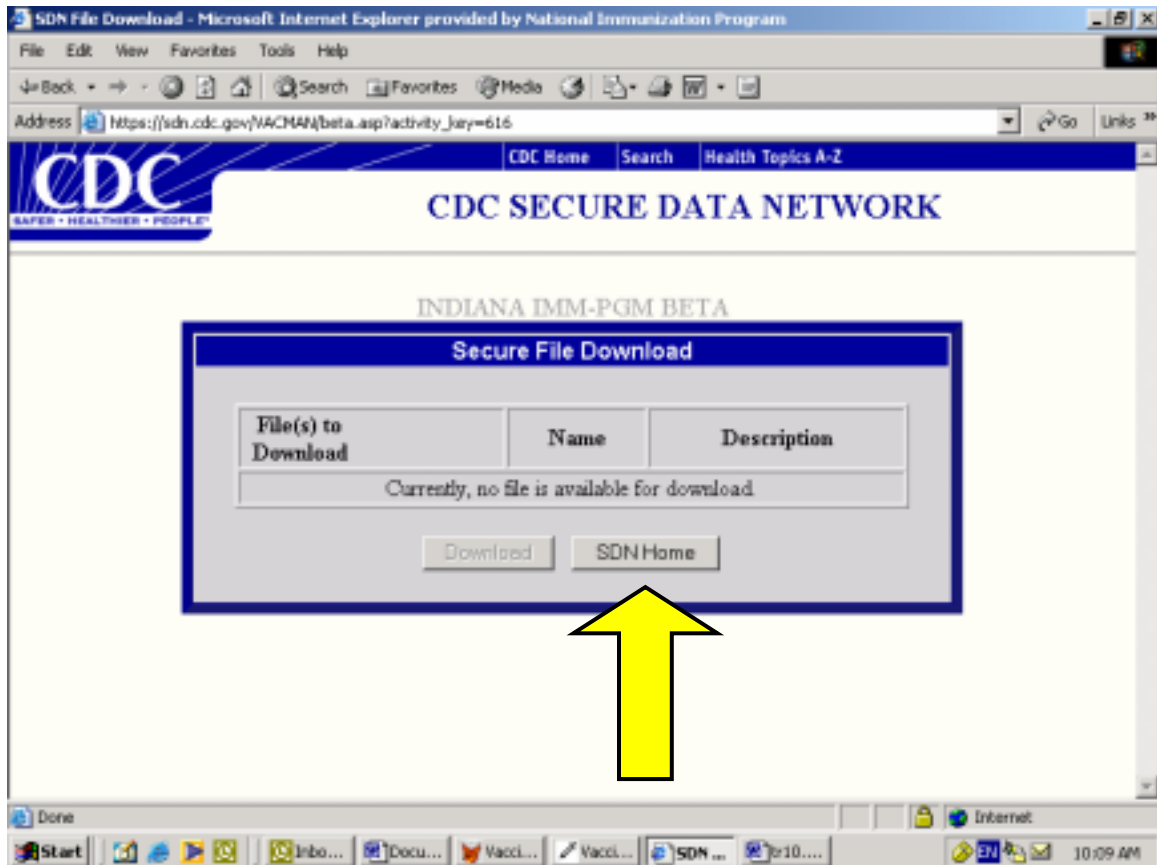 SDN File Download - Microsoft Internet Explorer provided by National Immunization Program
File Edit View Favorites Tools Help
Back Search Favorites Media
Address https://sdn.cdc.gov/VACMAN/beta.asp?activity_key=616 Go Links »
CDC Home Search Health Topics A-Z
CDC
SAFER • HEALTHIER • PEOPLE™
CDC SECURE DATA NETWORK
INDIANA IMM-PGM BETA
Secure File Download
File(s) to
Download
Name Description
Currently, no file is available for download.
Download SDN Home
Done Internet
Start Inbo... Docu... Vacci... Vacci... SDN ... tr10.... EN 10:09 AM